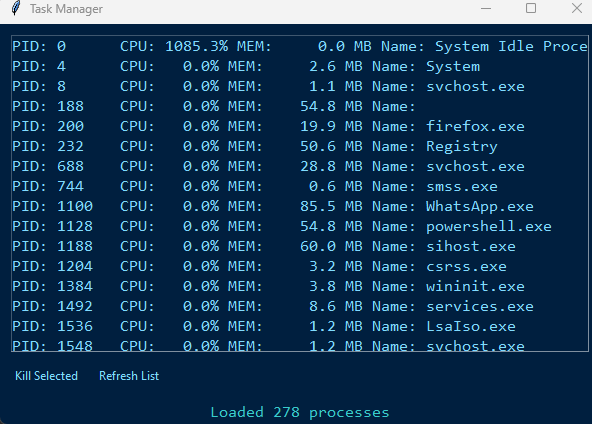 Task Manager
PID: 0      CPU: 1085.3% MEM:     0.0 MB Name: System Idle Proce
PID: 4      CPU:   0.0% MEM:     2.6 MB Name: System
PID: 8      CPU:   0.0% MEM:     1.1 MB Name: svchost.exe
PID: 188    CPU:   0.0% MEM:    54.8 MB Name:
PID: 200    CPU:   0.0% MEM:    19.9 MB Name: firefox.exe
PID: 232    CPU:   0.0% MEM:    50.6 MB Name: Registry
PID: 688    CPU:   0.0% MEM:    28.8 MB Name: svchost.exe
PID: 744    CPU:   0.0% MEM:     0.6 MB Name: smss.exe
PID: 1100   CPU:   0.0% MEM:    85.5 MB Name: WhatsApp.exe
PID: 1128   CPU:   0.0% MEM:    54.8 MB Name: powershell.exe
PID: 1188   CPU:   0.0% MEM:    60.0 MB Name: sihost.exe
PID: 1204   CPU:   0.0% MEM:     3.2 MB Name: csrss.exe
PID: 1384   CPU:   0.0% MEM:     3.8 MB Name: wininit.exe
PID: 1492   CPU:   0.0% MEM:     8.6 MB Name: services.exe
PID: 1536   CPU:   0.0% MEM:     1.2 MB Name: LsaIso.exe
PID: 1548   CPU:   0.0% MEM:     1.2 MB Name: svchost.exe
Kill Selected    Refresh List
Loaded 278 processes